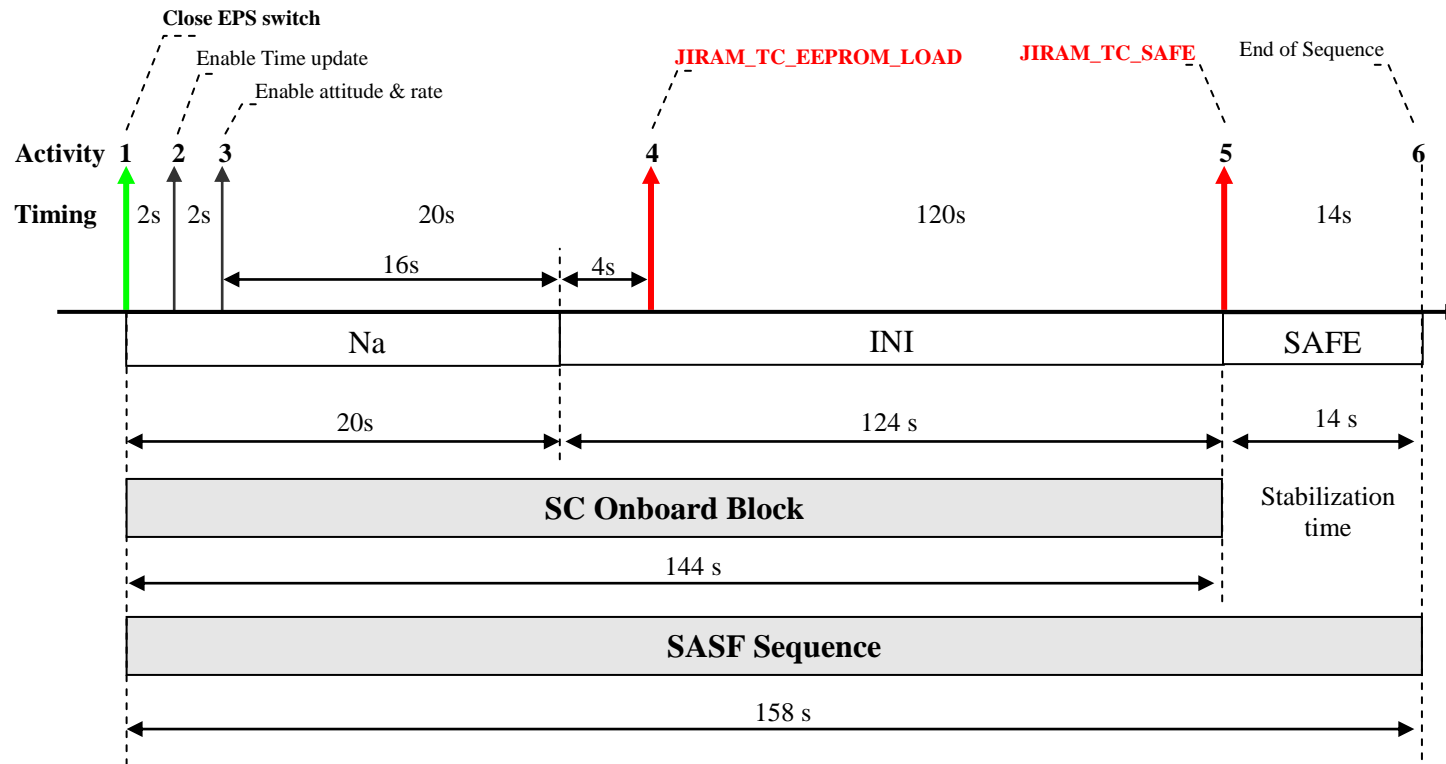 Close EPS switch
Enable Time update
Enable attitude & rate
JIRAM_TC_EEPROM_LOAD
JIRAM_TC_SAFE
End of Sequence
Activity 1 2 3 4 5 6
Timing 2s 2s 20s 120s 14s
16s 4s
Na INI SAFE
20s 124 s 14 s
SC Onboard Block
Stabilization
time
144 s
SASF Sequence
158 s